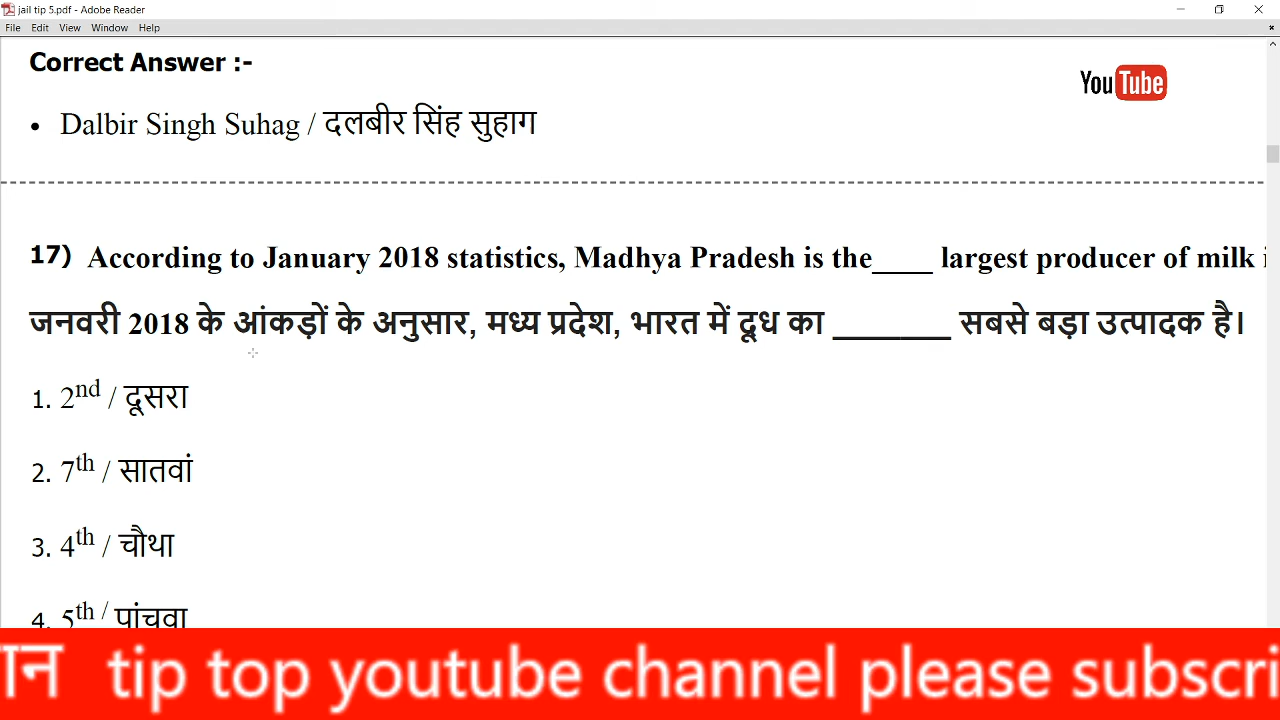 jail tip 5.pdf - Adobe Reader
File Edit View Window Help
Correct Answer :-
YouTube
• Dalbir Singh Suhag / दलबीर सिंह सुहाग
17) According to January 2018 statistics, Madhya Pradesh is the____ largest producer of milk i
जनवरी 2018 के आंकड़ों के अनुसार, मध्य प्रदेश, भारत में दूध का _______ सबसे बड़ा उत्पादक है।
1. 2nd / दूसरा
2. 7th / सातवां
3. 4th / चौथा
4. 5th / पांचवा
ान tip top youtube channel please subscri